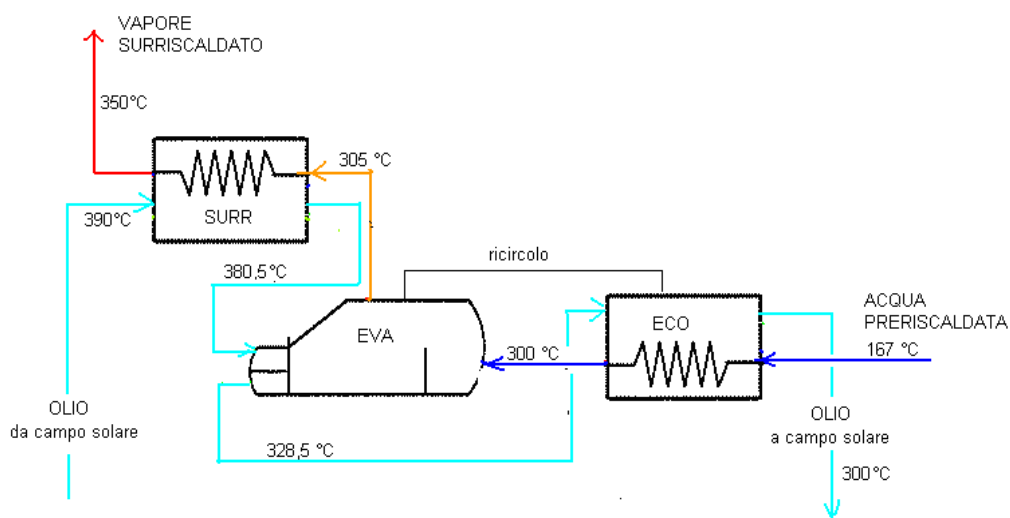 VAPORE
SURRISCALDATO
350°C
305 °C
390°C
SURR
380,5°C
ricircolo
EVA
300 °C
ECO
ACQUA
PRERISCALDATA
167 °C
OLIO
da campo solare
328,5 °C
OLIO
a campo solare
300°C